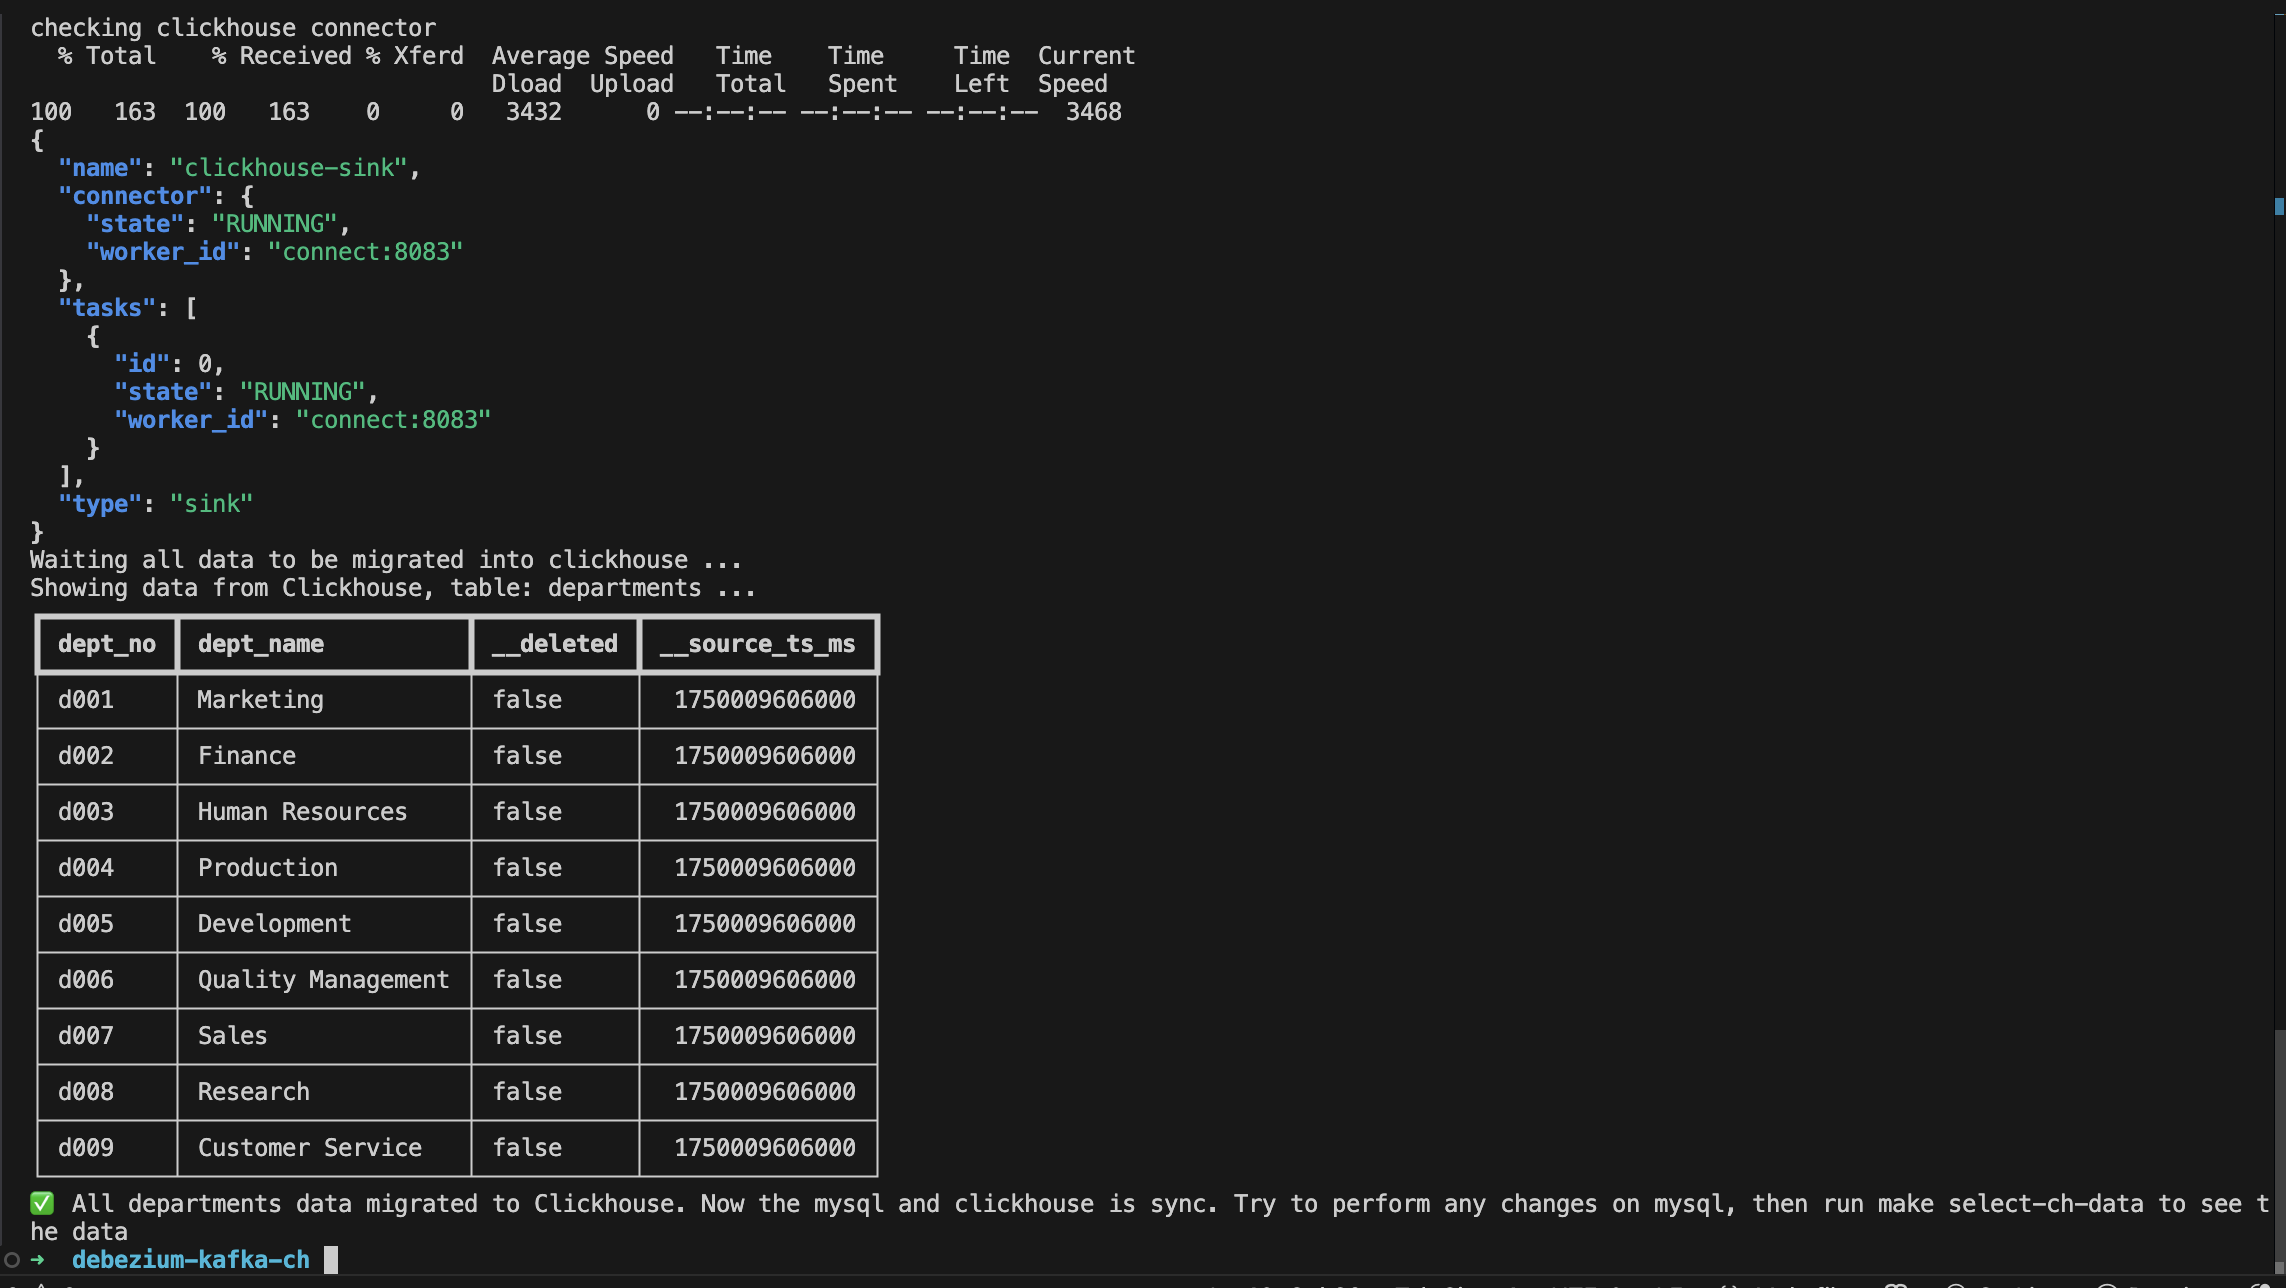 checking clickhouse connector
  % Total    % Received % Xferd  Average Speed   Time    Time     Time  Current
                                 Dload  Upload   Total   Spent    Left  Speed
100   163  100   163    0     0   3432      0 --:--:-- --:--:-- --:--:--  3468
{
  "name": "clickhouse-sink",
  "connector": {
    "state": "RUNNING",
    "worker_id": "connect:8083"
  },
  "tasks": [
    {
      "id": 0,
      "state": "RUNNING",
      "worker_id": "connect:8083"
    }
  ],
  "type": "sink"
}
Waiting all data to be migrated into clickhouse ...
Showing data from Clickhouse, table: departments ...
dept_no dept_name __deleted __source_ts_ms
d001 Marketing false 1750009606000
d002 Finance false 1750009606000
d003 Human Resources false 1750009606000
d004 Production false 1750009606000
d005 Development false 1750009606000
d006 Quality Management false 1750009606000
d007 Sales false 1750009606000
d008 Research false 1750009606000
d009 Customer Service false 1750009606000
✅ All departments data migrated to Clickhouse. Now the mysql and clickhouse is sync. Try to perform any changes on mysql, then run make select-ch-data to see t
he data
➜  debezium-kafka-ch